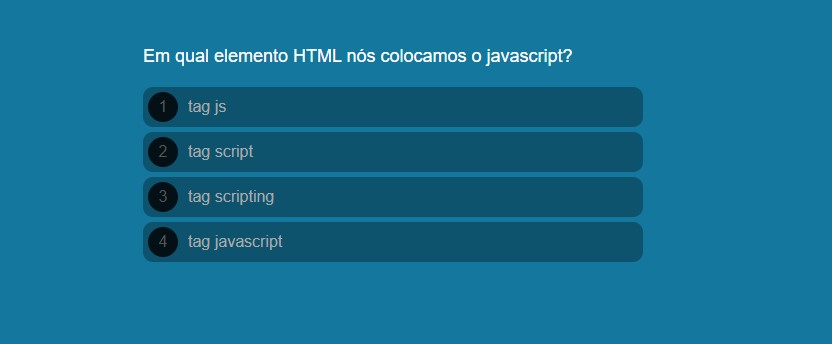 Em qual elemento HTML nós colocamos o javascript?
1 tag js
2 tag script
3 tag scripting
4 tag javascript